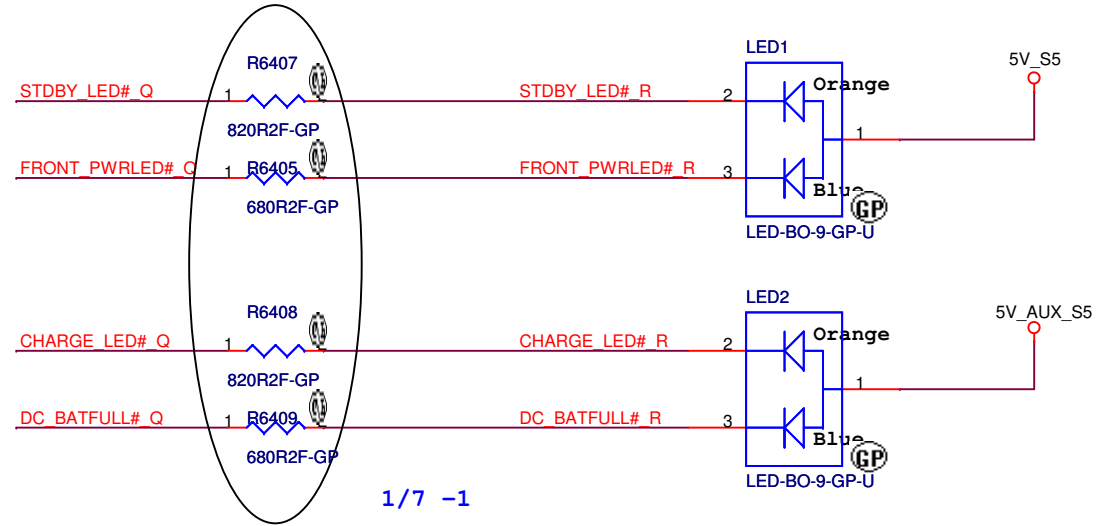 LED1
5V_S5
R6407
STDBY_LED#_Q
1
STDBY_LED#_R
2
Orange
820R2F-GP
1
FRONT_PWRLED#_Q
1
R6405
FRONT_PWRLED#_R
3
Blue
680R2F-GP
GP
LED-BO-9-GP-U
LED2
5V_AUX_S5
R6408
CHARGE_LED#_Q
1
CHARGE_LED#_R
2
Orange
820R2F-GP
1
DC_BATFULL#_Q
1
R6409
DC_BATFULL#_R
3
Blue
680R2F-GP
GP
LED-BO-9-GP-U
1/7 -1